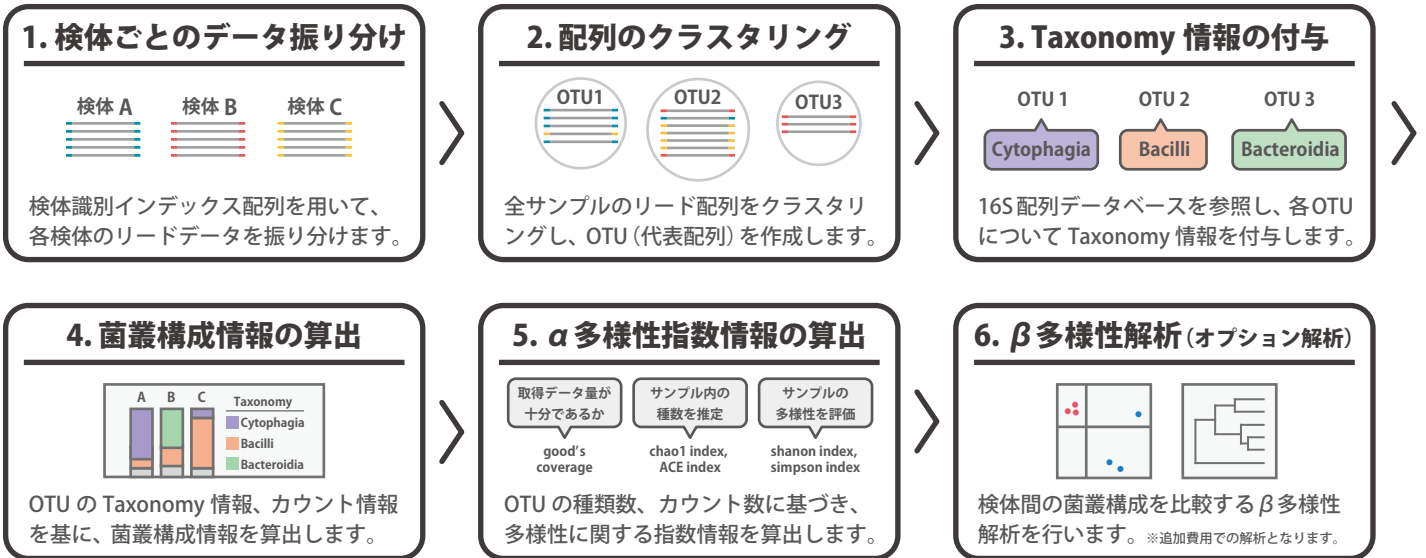 1. 検体ごとのデータ振り分け
検体 A 検体 B 検体 C
検体識別インデックス配列を用いて、
各検体のリードデータを振り分けます。
2. 配列のクラスタリング
OTU1 OTU2 OTU3
全サンプルのリード配列をクラスタリ
ングし、OTU（代表配列）を作成します。
3. Taxonomy 情報の付与
OTU 1 OTU 2 OTU 3
Cytophagia Bacilli Bacteroidia
16S 配列データベースを参照し、各OTU
について Taxonomy 情報を付与します。
4. 菌叢構成情報の算出
A B C Taxonomy
Cytophagia
Bacilli
Bacteroidia
OTU の Taxonomy 情報、カウント情報
を基に、菌叢構成情報を算出します。
5. α多様性指数情報の算出
取得データ量が
十分であるか
good's
coverage
サンプル内の
種数を推定
chao1 index,
ACE index
サンプルの
多様性を評価
shanon index,
simpson index
OTU の種類数、カウント数に基づき、
多様性に関する指数情報を算出します。
6. β多様性解析（オプション解析）
検体間の菌叢構成を比較するβ多様性
解析を行います。※追加費用での解析となります。